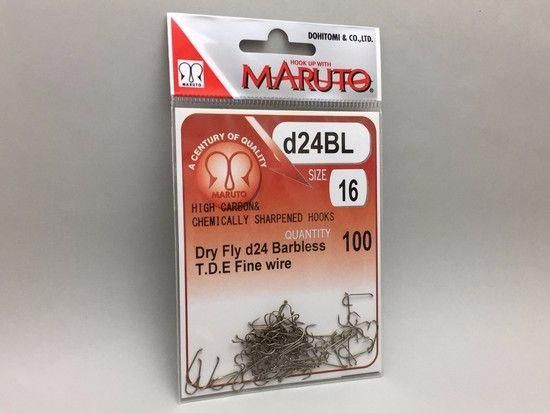 DOHITOMI & CO.,LTD.
HOOK UP WITH
MARUTO®
MARUTO
A CENTURY OF QUALITY
d24BL
SIZE
16
MARUTO
HIGH CARBON&
CHEMICALLY SHARPENED HOOKS
QUANTITY
100
Dry Fly d24 Barbless
T.D.E Fine wire